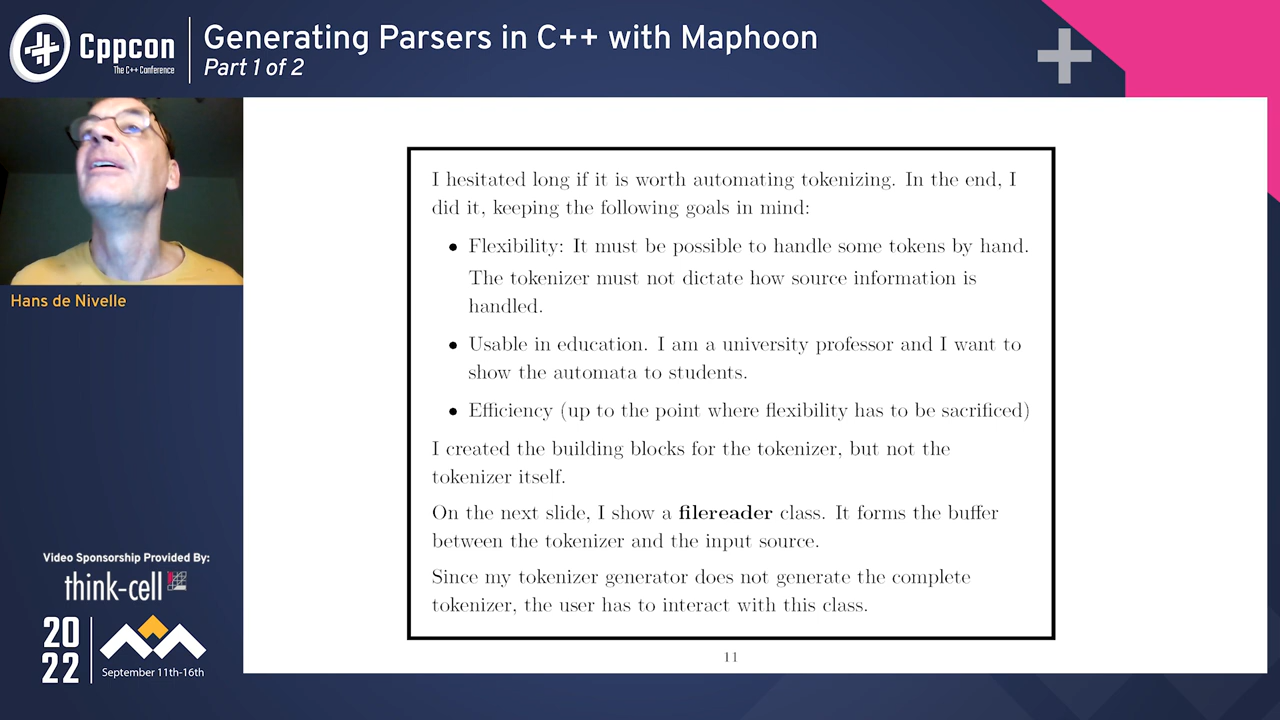 Cppcon
The C++ Conference
Generating Parsers in C++ with Maphoon
Part 1 of 2
Hans de Nivelle
I hesitated long if it is worth automating tokenizing. In the end, I
did it, keeping the following goals in mind:
• Flexibility: It must be possible to handle some tokens by hand.
The tokenizer must not dictate how source information is
handled.
• Usable in education. I am a university professor and I want to
show the automata to students.
• Efficiency (up to the point where flexibility has to be sacrificed)
I created the building blocks for the tokenizer, but not the
tokenizer itself.
On the next slide, I show a filereader class. It forms the buffer
between the tokenizer and the input source.
Since my tokenizer generator does not generate the complete
tokenizer, the user has to interact with this class.
11
Video Sponsorship Provided By:
think-cell
20
22
September 11th-16th